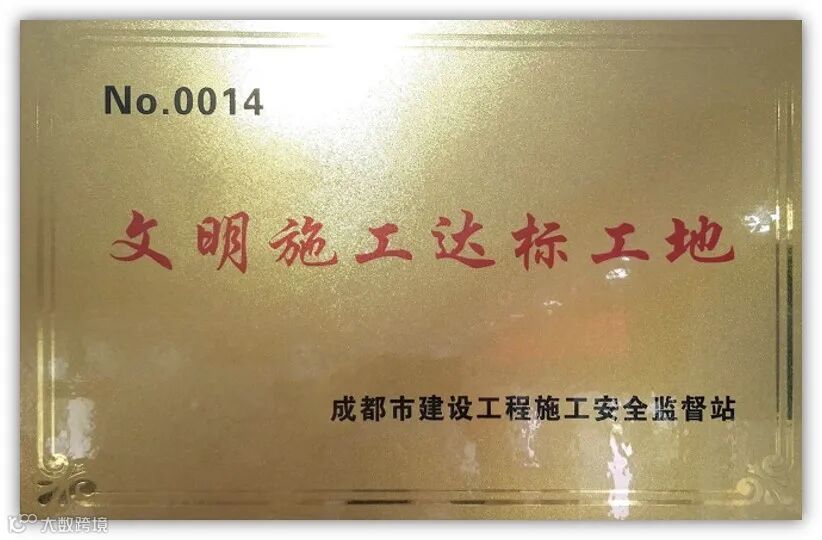 No.0014
文明施工达标工地
成都市建设工程施工安全监督站
大数跨境